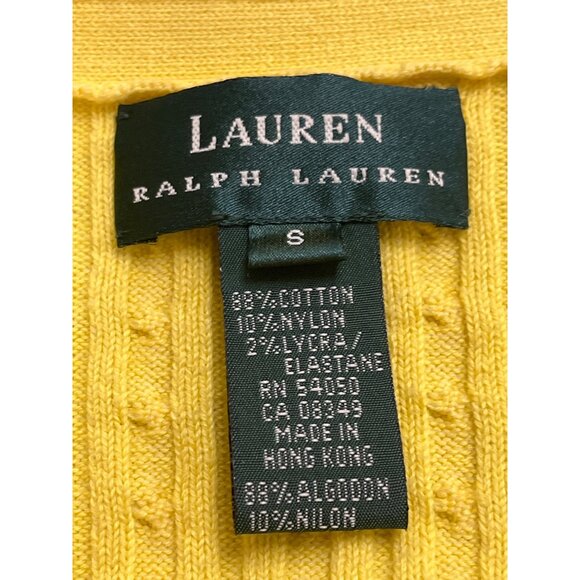 LAUREN
RALPH LAUREN
S
88%COTTON
10%NYLON
2%LYCRA/
ELASTANE
RN 54050
CA 08349
MADE IN
HONG KONG
88%ALGODON
10%NILON